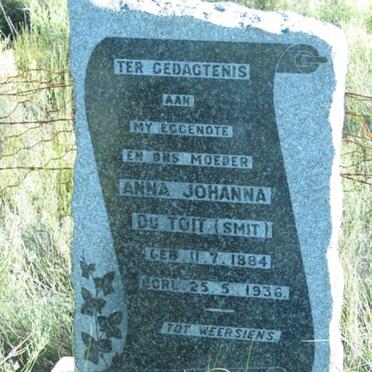 TER GEDAGTENIS
AAN
MY EGGENOTE
EN ONS MOEDER
ANNA JOHANNA
DU TOIT (SMIT)
GEB. 11. 7. 1884
OORL. 25. 5. 1936.
TOT WEERSIENS.